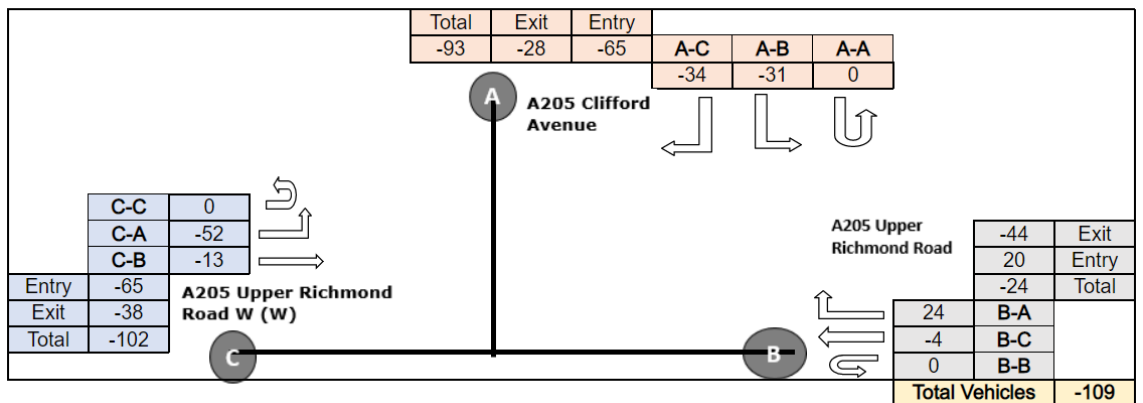 Total Exit Entry
-93 -28 -65 A-C A-B A-A
-34 -31 0
A
A205 Clifford
Avenue
C-C 0
C-A -52
C-B -13
Entry -65
Exit -38
Total -102
A205 Upper Richmond
Road W (W)
C
A205 Upper
Richmond Road
-44 Exit
20 Entry
-24 Total
24 B-A
-4 B-C
0 B-B
B
Total Vehicles -109